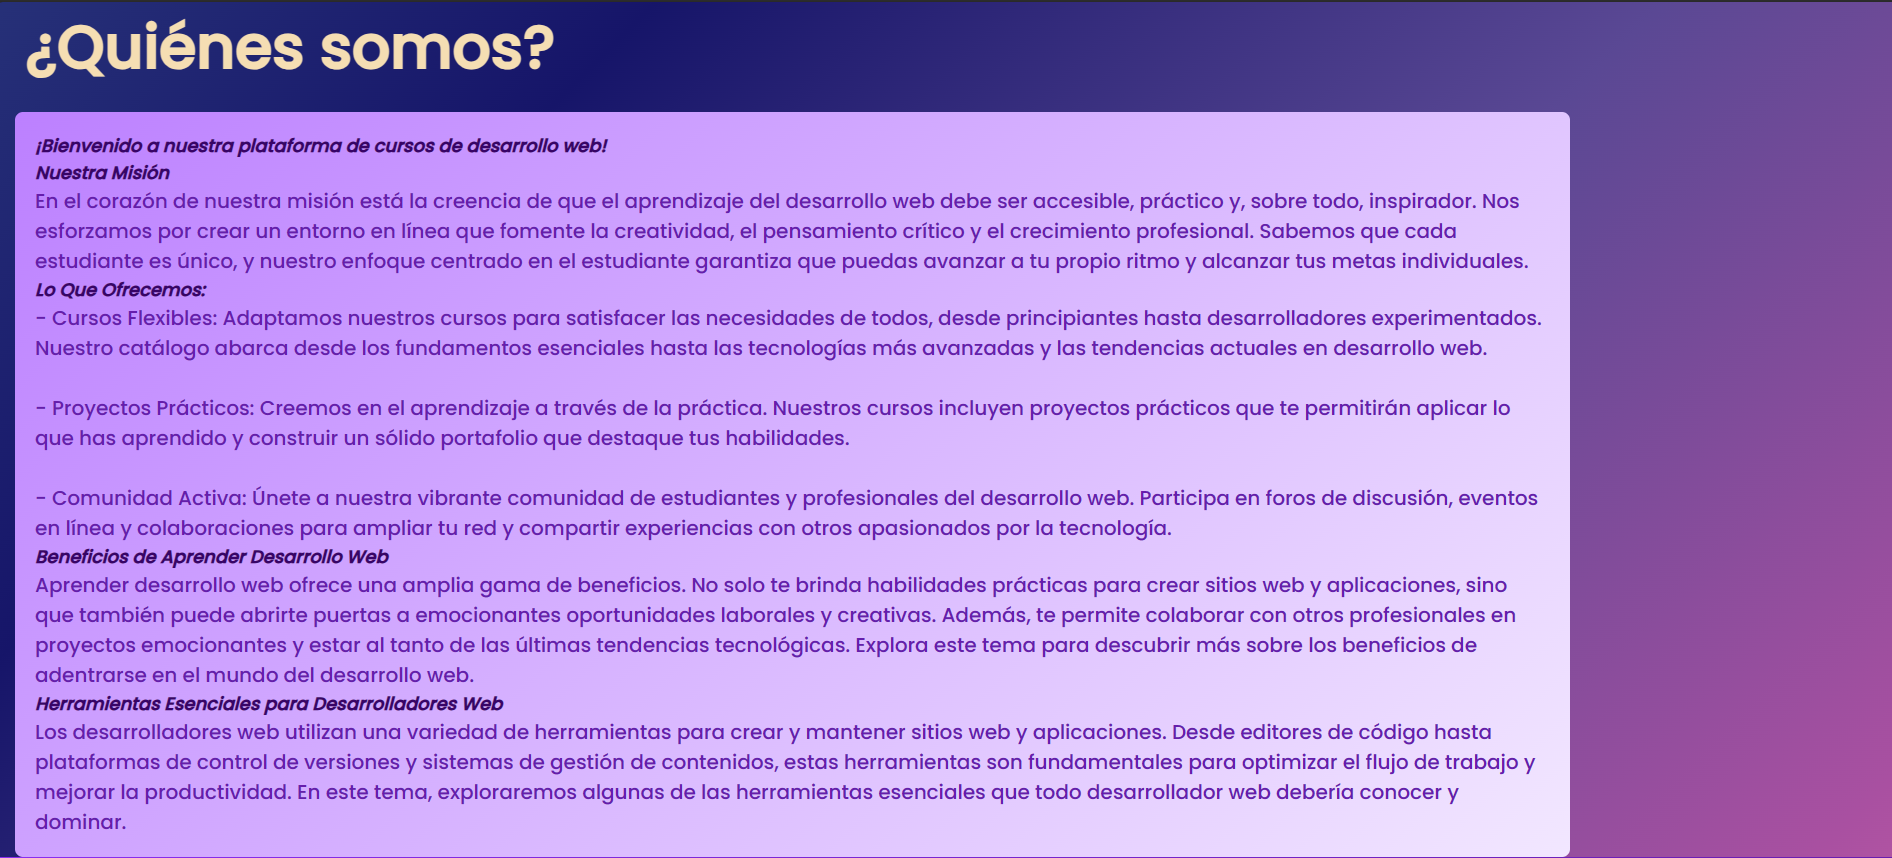 ¿Quiénes somos?
¡Bienvenido a nuestra plataforma de cursos de desarrollo web!
Nuestra Misión
En el corazón de nuestra misión está la creencia de que el aprendizaje del desarrollo web debe ser accesible, práctico y, sobre todo, inspirador. Nos
esforzamos por crear un entorno en línea que fomente la creatividad, el pensamiento crítico y el crecimiento profesional. Sabemos que cada
estudiante es único, y nuestro enfoque centrado en el estudiante garantiza que puedas avanzar a tu propio ritmo y alcanzar tus metas individuales.
Lo Que Ofrecemos:
- Cursos Flexibles: Adaptamos nuestros cursos para satisfacer las necesidades de todos, desde principiantes hasta desarrolladores experimentados.
Nuestro catálogo abarca desde los fundamentos esenciales hasta las tecnologías más avanzadas y las tendencias actuales en desarrollo web.
- Proyectos Prácticos: Creemos en el aprendizaje a través de la práctica. Nuestros cursos incluyen proyectos prácticos que te permitirán aplicar lo
que has aprendido y construir un sólido portafolio que destaque tus habilidades.
- Comunidad Activa: Únete a nuestra vibrante comunidad de estudiantes y profesionales del desarrollo web. Participa en foros de discusión, eventos
en línea y colaboraciones para ampliar tu red y compartir experiencias con otros apasionados por la tecnología.
Beneficios de Aprender Desarrollo Web
Aprender desarrollo web ofrece una amplia gama de beneficios. No solo te brinda habilidades prácticas para crear sitios web y aplicaciones, sino
que también puede abrirte puertas a emocionantes oportunidades laborales y creativas. Además, te permite colaborar con otros profesionales en
proyectos emocionantes y estar al tanto de las últimas tendencias tecnológicas. Explora este tema para descubrir más sobre los beneficios de
adentrarse en el mundo del desarrollo web.
Herramientas Esenciales para Desarrolladores Web
Los desarrolladores web utilizan una variedad de herramientas para crear y mantener sitios web y aplicaciones. Desde editores de código hasta
plataformas de control de versiones y sistemas de gestión de contenidos, estas herramientas son fundamentales para optimizar el flujo de trabajo y
mejorar la productividad. En este tema, exploraremos algunas de las herramientas esenciales que todo desarrollador web debería conocer y
dominar.